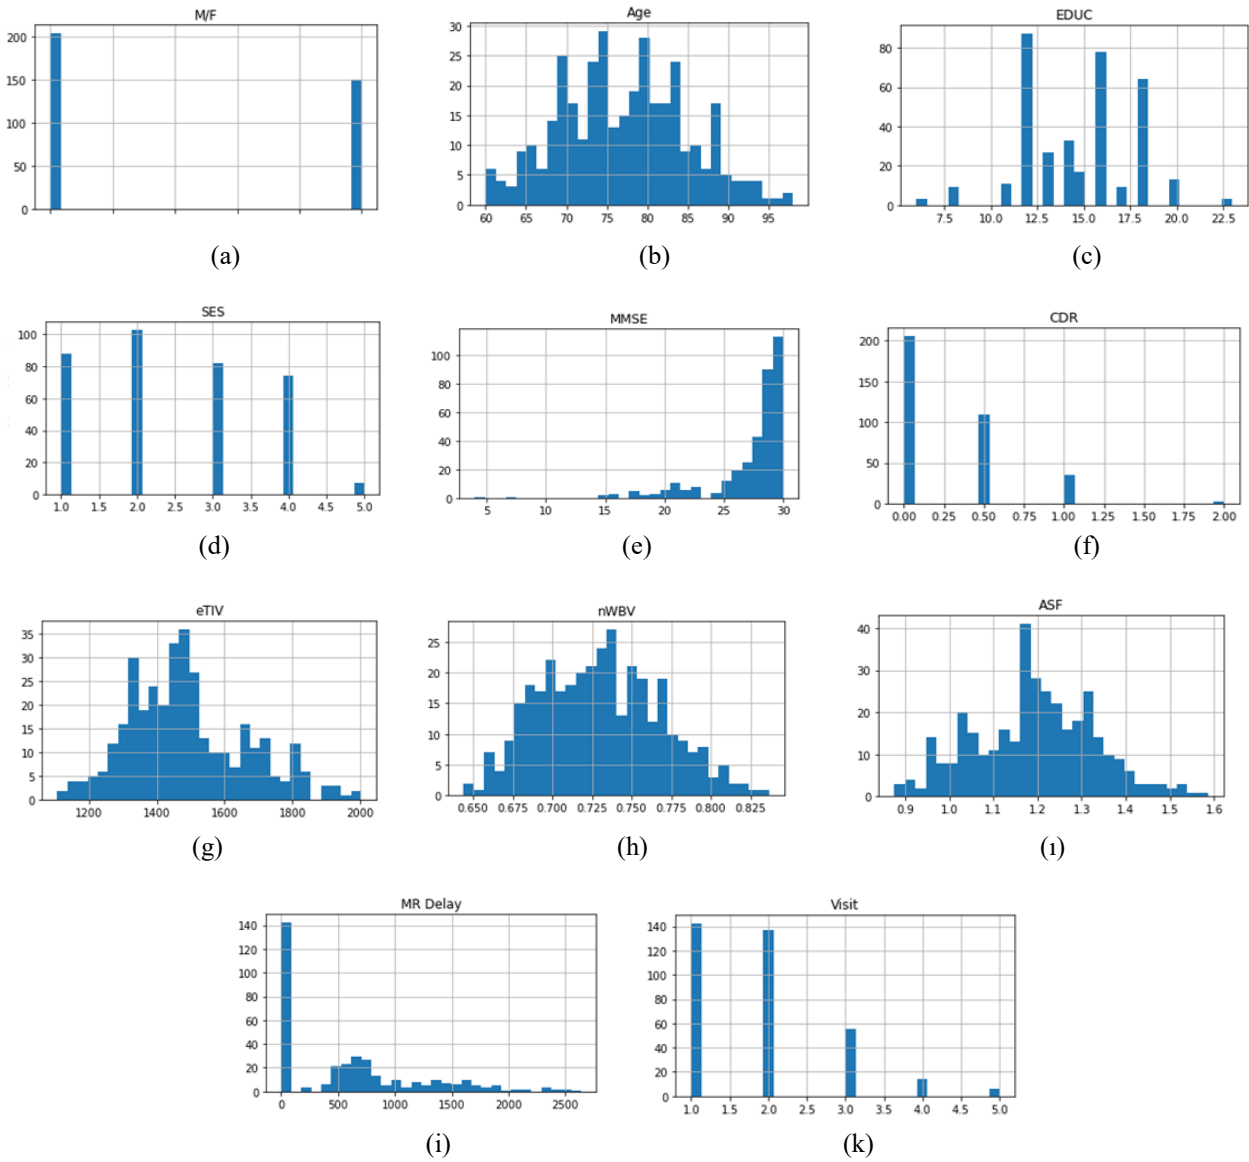 M/F
200
150
100
50
0
(a)
Age
30
25
20
15
10
5
0
60 65 70 75 80 85 90 95
(b)
EDUC
80
60
40
20
0
7.5 10.0 12.5 15.0 17.5 20.0 22.5
(c)
SES
100
80
60
40
20
0
1.0 1.5 2.0 2.5 3.0 3.5 4.0 4.5 5.0
(d)
MMSE
100
80
60
40
20
0
5 10 15 20 25 30
(e)
CDR
200
150
100
50
0
0.00 0.25 0.50 0.75 1.00 1.25 1.50 1.75 2.00
(f)
eTIV
35
30
25
20
15
10
5
0
1200 1400 1600 1800 2000
(g)
nWBV
25
20
15
10
5
0
0.650 0.675 0.700 0.725 0.750 0.775 0.800 0.825
(h)
ASF
40
30
20
10
0
0.9 1.0 1.1 1.2 1.3 1.4 1.5 1.6
(ı)
MR Delay
140
120
100
80
60
40
20
0
0 500 1000 1500 2000 2500
(i)
Visit
140
120
100
80
60
40
20
0
1.0 1.5 2.0 2.5 3.0 3.5 4.0 4.5 5.0
(k)